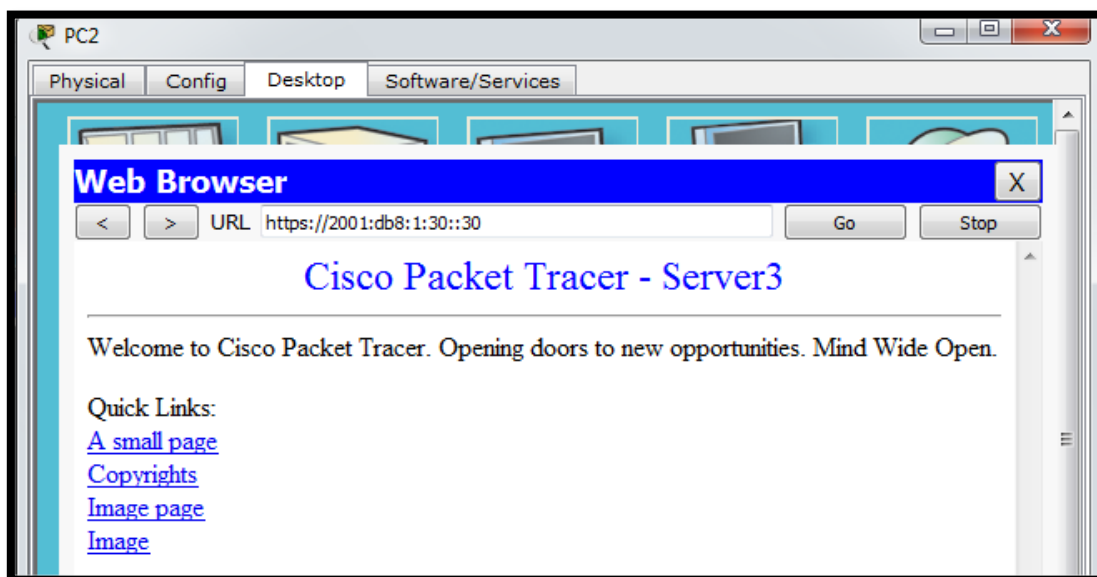 PC2
Physical Config Desktop Software/Services
Web Browser X
< > URL https://2001:db8:1:30::30 Go Stop
Cisco Packet Tracer - Server3
Welcome to Cisco Packet Tracer. Opening doors to new opportunities. Mind Wide Open.
Quick Links:
A small page
Copyrights
Image page
Image